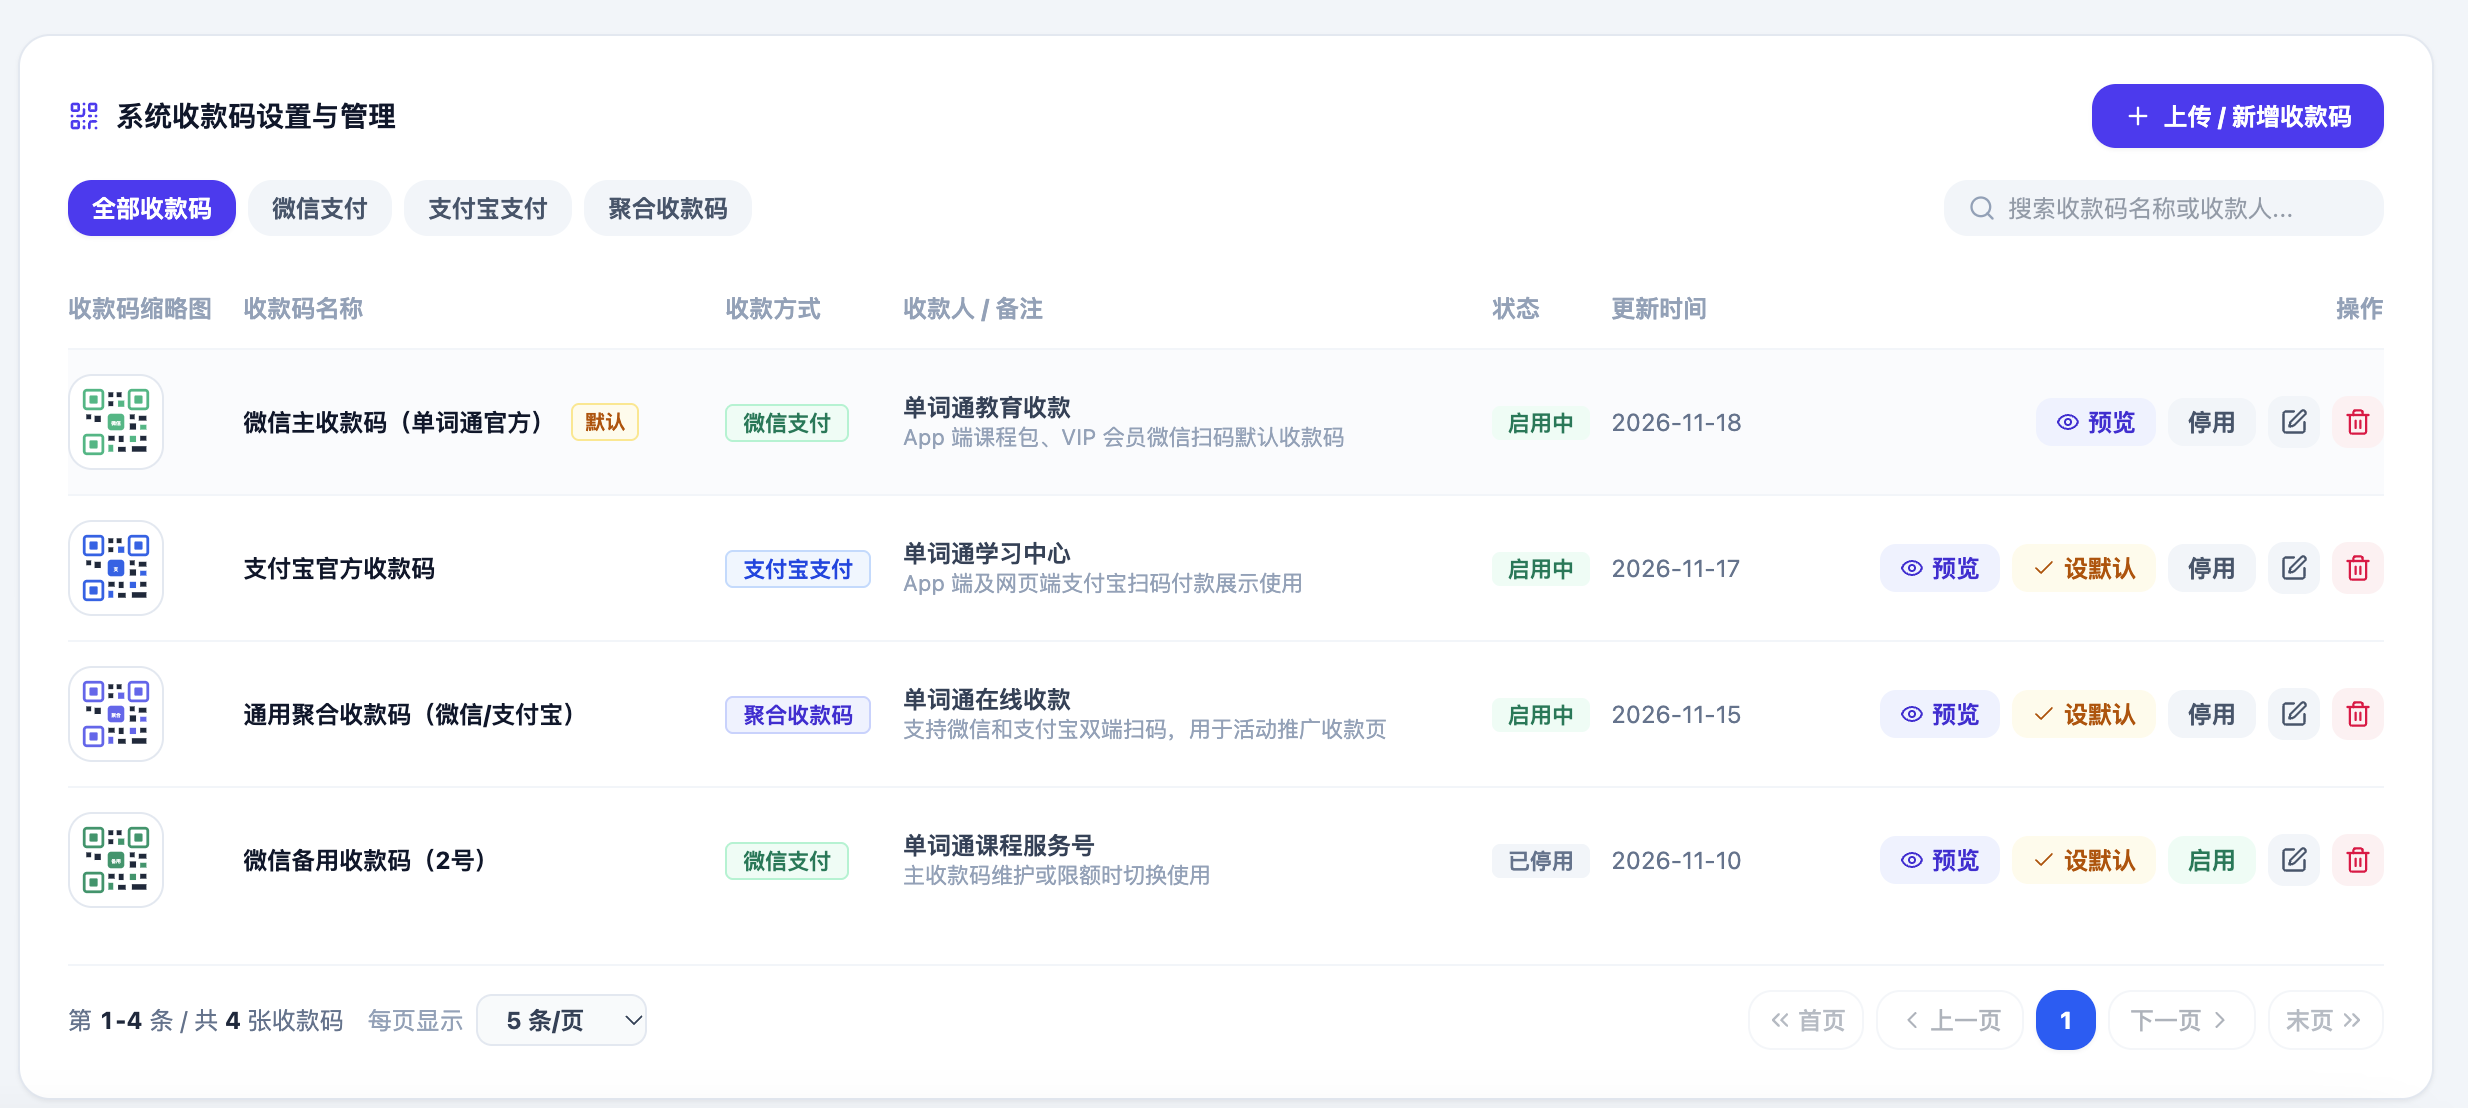 系统收款码设置与管理
上传 / 新增收款码
全部收款码 微信支付 支付宝支付 聚合收款码
搜索收款码名称或收款人...
收款码缩略图 收款码名称 收款方式 收款人 / 备注 状态 更新时间 操作
微信主收款码（单词通官方） 默认 微信支付 单词通教育收款 启用中 2026-11-18 预览 停用
App 端课程包、VIP 会员微信扫码默认收款码
支付宝官方收款码 支付宝支付 单词通学习中心 启用中 2026-11-17 预览 设默认 停用
App 端及网页端支付宝扫码付款展示使用
通用聚合收款码（微信/支付宝） 聚合收款码 单词通在线收款 启用中 2026-11-15 预览 设默认 停用
支持微信和支付宝双端扫码，用于活动推广收款页
微信备用收款码（2号） 微信支付 单词通课程服务号 已停用 2026-11-10 预览 设默认 启用
主收款码维护或限额时切换使用
第 1-4 条 / 共 4 张收款码 每页显示 5 条/页
首页 上一页 1 下一页 末页